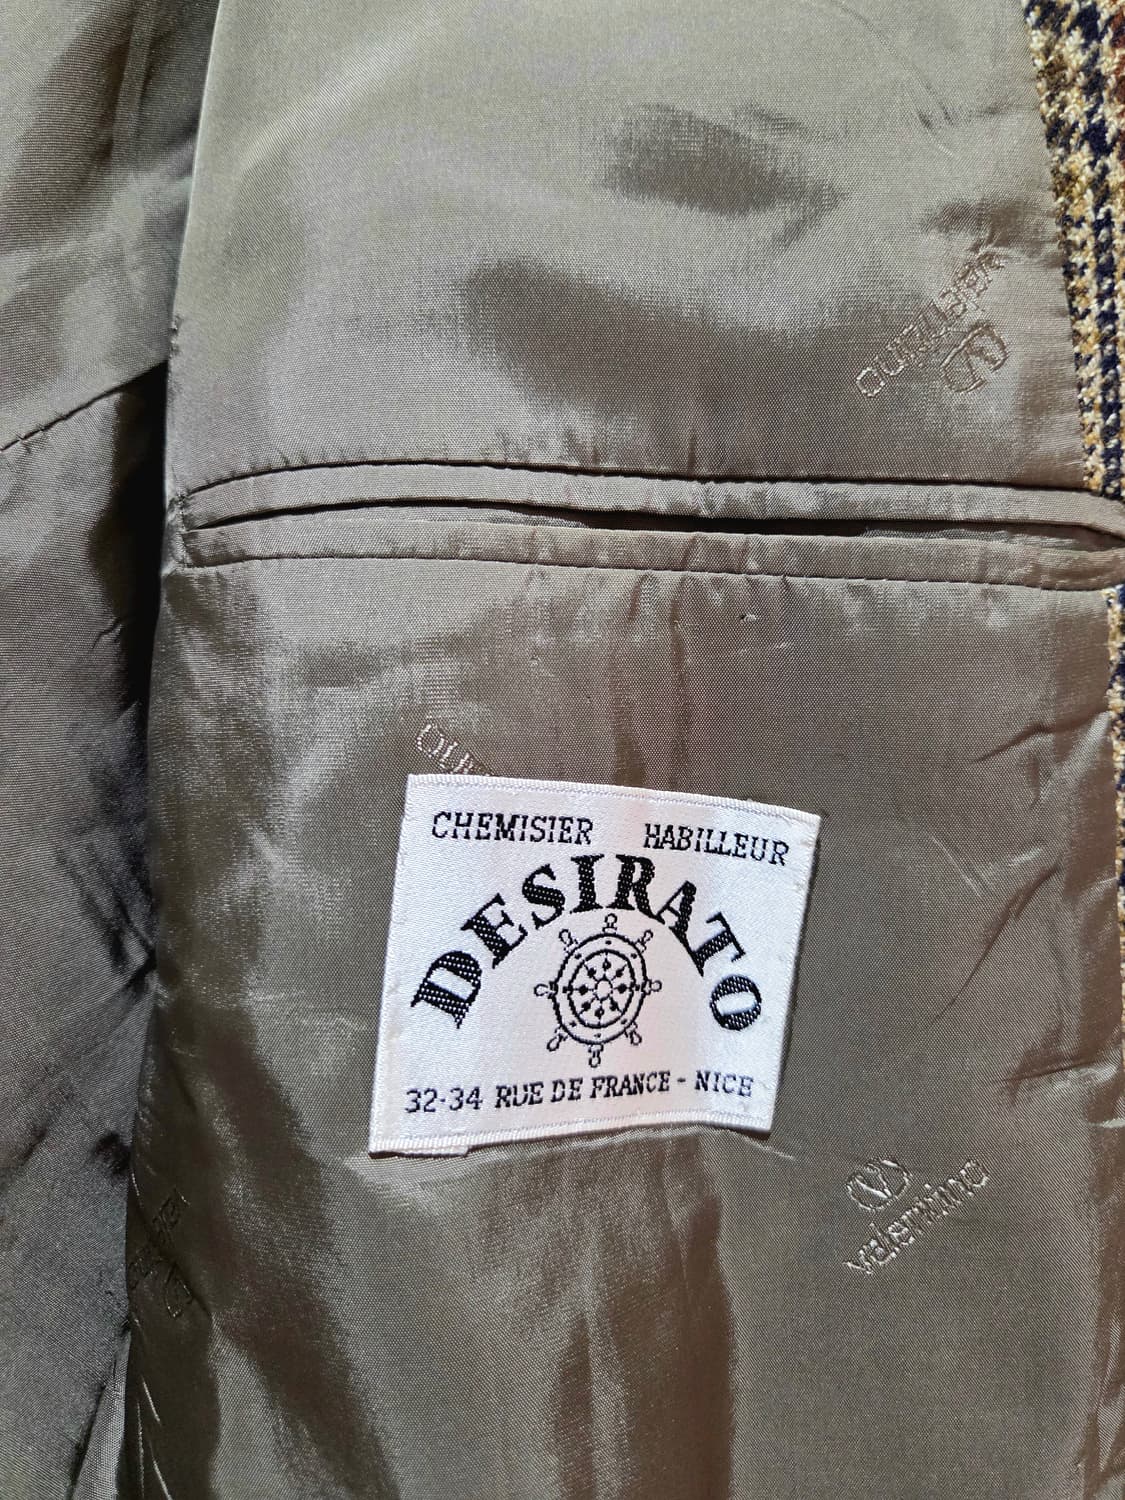 valentino
CHEMISIER HABILLEUR
DESIRATO
32-34 RUE DE FRANCE - NICE
valentino